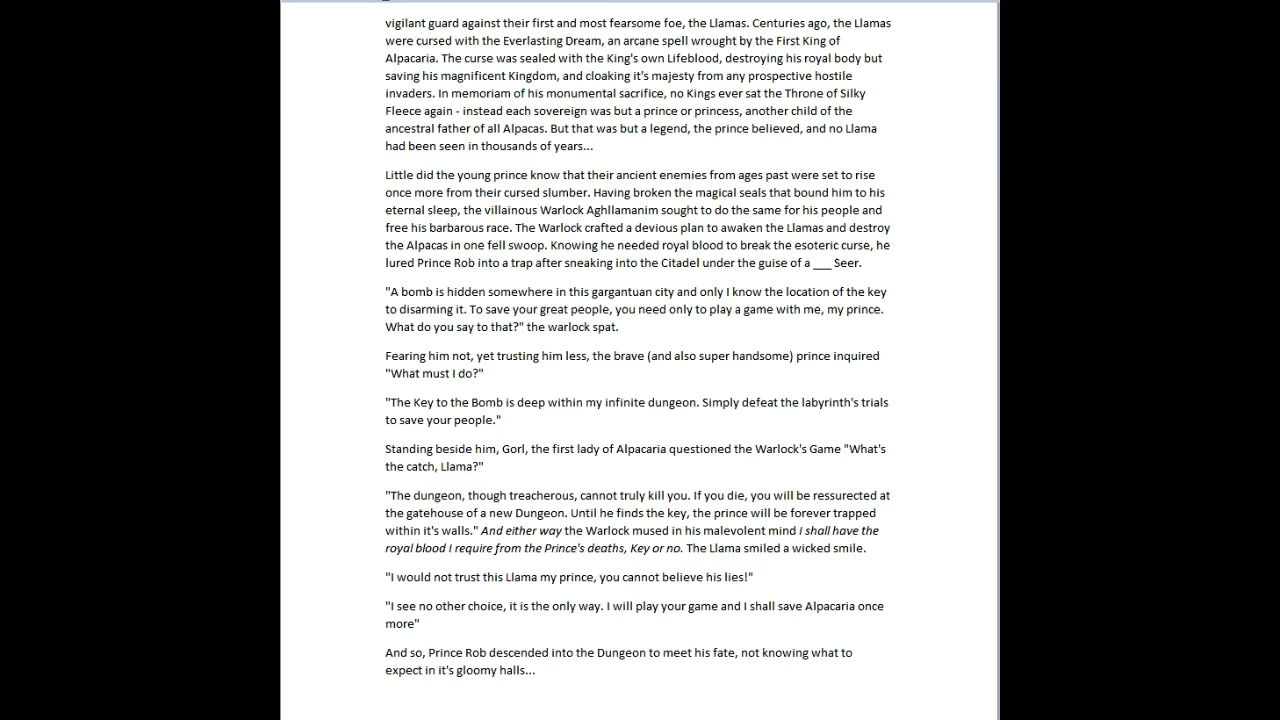 vigilant guard against their first and most fearsome foe, the Llamas. Centuries ago, the Llamas
were cursed with the Everlasting Dream, an arcane spell wrought by the First King of
Alpacaria. The curse was sealed with the King's own Lifeblood, destroying his royal body but
saving his magnificent Kingdom, and cloaking it's majesty from any prospective hostile
invaders. In memoriam of his monumental sacrifice, no Kings ever sat the Throne of Silky
Fleece again - instead each sovereign was but a prince or princess, another child of the
ancestral father of all Alpacas. But that was but a legend, the prince believed, and no Llama
had been seen in thousands of years...
Little did the young prince know that their ancient enemies from ages past were set to rise
once more from their cursed slumber. Having broken the magical seals that bound him to his
eternal sleep, the villainous Warlock Aghllamanim sought to do the same for his people and
free his barbarous race. The Warlock crafted a devious plan to awaken the Llamas and destroy
the Alpacas in one fell swoop. Knowing he needed royal blood to break the esoteric curse, he
lured Prince Rob into a trap after sneaking into the Citadel under the guise of a ___ Seer.
"A bomb is hidden somewhere in this gargantuan city and only I know the location of the key
to disarming it. To save your great people, you need only to play a game with me, my prince.
What do you say to that?" the warlock spat.
Fearing him not, yet trusting him less, the brave (and also super handsome) prince inquired
"What must I do?"
"The Key to the Bomb is deep within my infinite dungeon. Simply defeat the labyrinth's trials
to save your people."
Standing beside him, Gorl, the first lady of Alpacaria questioned the Warlock's Game "What's
the catch, Llama?"
"The dungeon, though treacherous, cannot truly kill you. If you die, you will be ressurected at
the gatehouse of a new Dungeon. Until he finds the key, the prince will be forever trapped
within it's walls." And either way the Warlock mused in his malevolent mind I shall have the
royal blood I require from the Prince's deaths, Key or no. The Llama smiled a wicked smile.
"I would not trust this Llama my prince, you cannot believe his lies!"
"I see no other choice, it is the only way. I will play your game and I shall save Alpacaria once
more"
And so, Prince Rob descended into the Dungeon to meet his fate, not knowing what to
expect in it's gloomy halls...